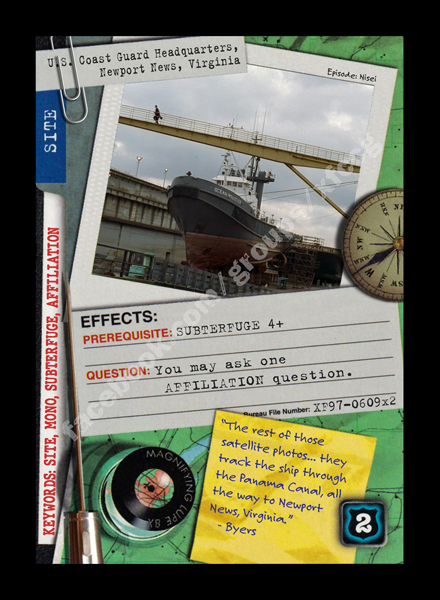 U.S. Coast Guard Headquarters,
Newport News, Virginia
Episode: Nisei
SITE
KEYWORDS: SITE, MONO, SUBTERFUGE, AFFILIATION
EFFECTS:
PREREQUISITE: SUBTERFUGE 4+
QUESTION: You may ask one
AFFILIATION question.
Bureau File Number: XF97-0609x2
MAGNIFYING LUPE 8X
"The rest of those
satellite photos... they
track the ship through
the Panama Canal, all
the way to Newport
News, Virginia."
- Byers
2